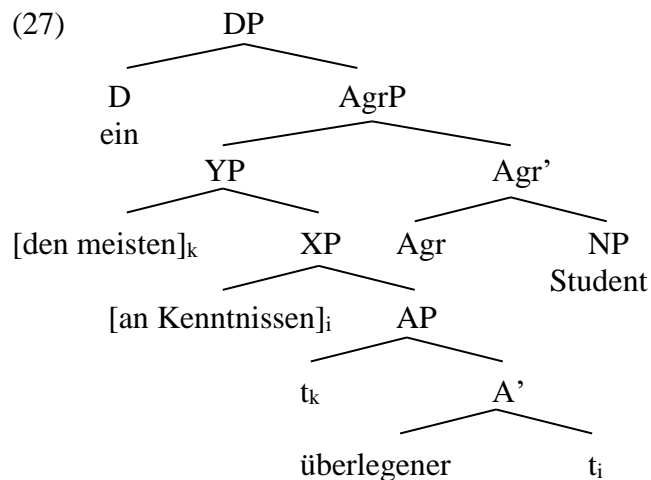 (27) DP
D AgrP
ein
YP Agr’
[den meisten]k XP Agr NP
Student
[an Kenntnissen]i AP
tk A’
überlegener ti